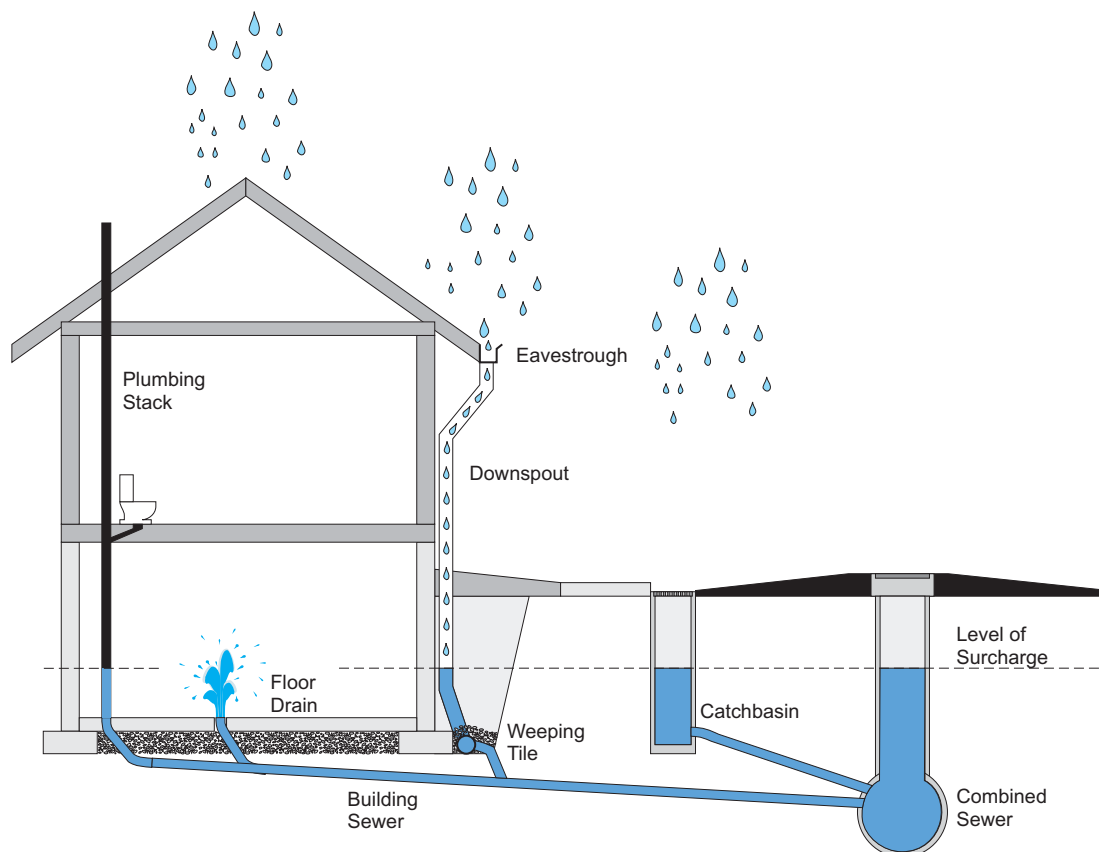 Eavestrough
Plumbing
Stack
Downspout
Level of
Surcharge
Floor
Drain
Catchbasin
Weeping
Tile
Building
Sewer
Combined
Sewer